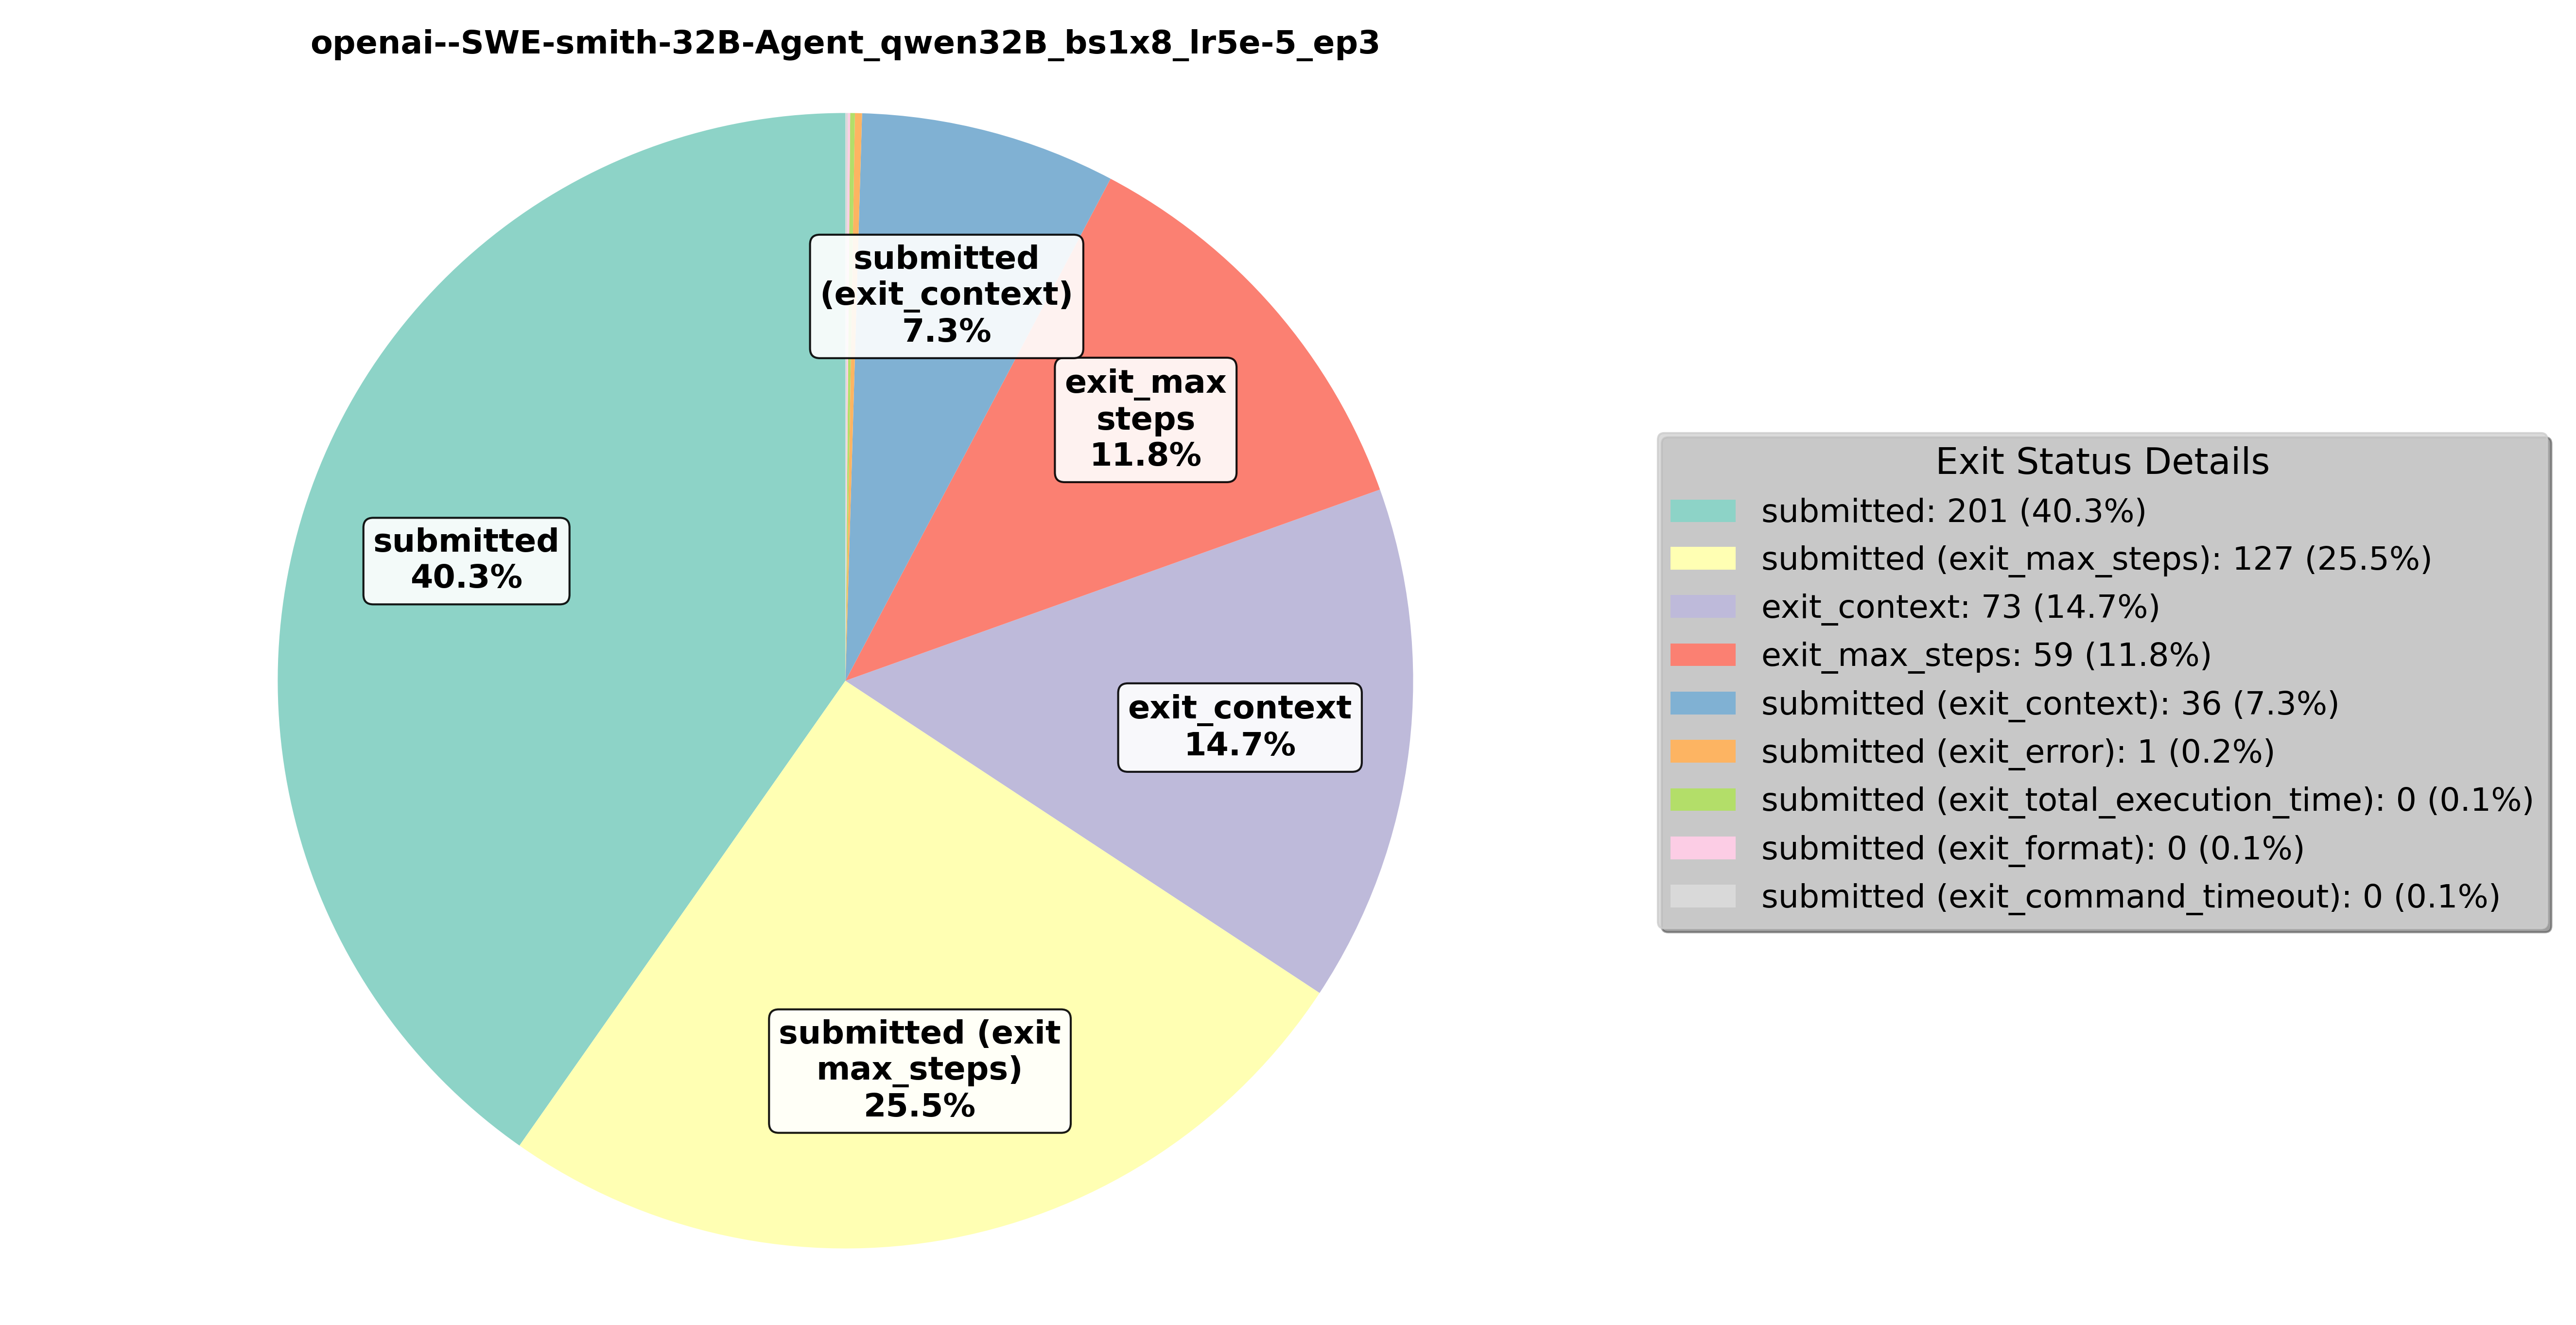 openai--SWE-smith-32B-Agent_qwen32B_bs1x8_lr5e-5_ep3
submitted
(exit_context)
7.3%
exit_max
steps
11.8%
submitted
40.3%
exit_context
14.7%
submitted (exit
max_steps)
25.5%
Exit Status Details
submitted: 201 (40.3%)
submitted (exit_max_steps): 127 (25.5%)
exit_context: 73 (14.7%)
exit_max_steps: 59 (11.8%)
submitted (exit_context): 36 (7.3%)
submitted (exit_error): 1 (0.2%)
submitted (exit_total_execution_time): 0 (0.1%)
submitted (exit_format): 0 (0.1%)
submitted (exit_command_timeout): 0 (0.1%)